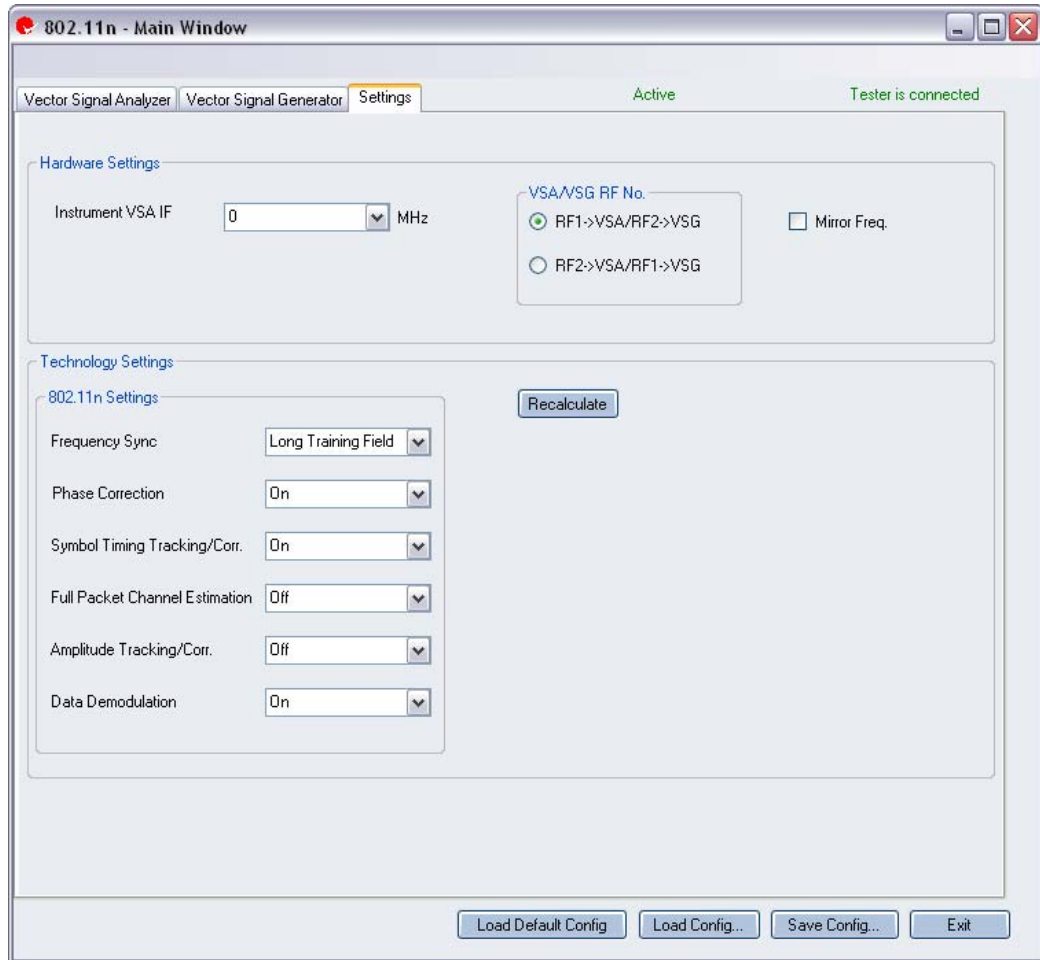 802.11n - Main Window
Vector Signal Analyzer Vector Signal Generator Settings Active Tester is connected
Hardware Settings
Instrument VSA IF 0 MHz
VSA/VSG RF No.
RF1->VSA/RF2->VSG
RF2->VSA/RF1->VSG
Mirror Freq.
Technology Settings
802.11n Settings
Recalculate
Frequency Sync Long Training Field
Phase Correction On
Symbol Timing Tracking/Corr. On
Full Packet Channel Estimation Off
Amplitude Tracking/Corr. Off
Data Demodulation On
Load Default Config Load Config... Save Config... Exit